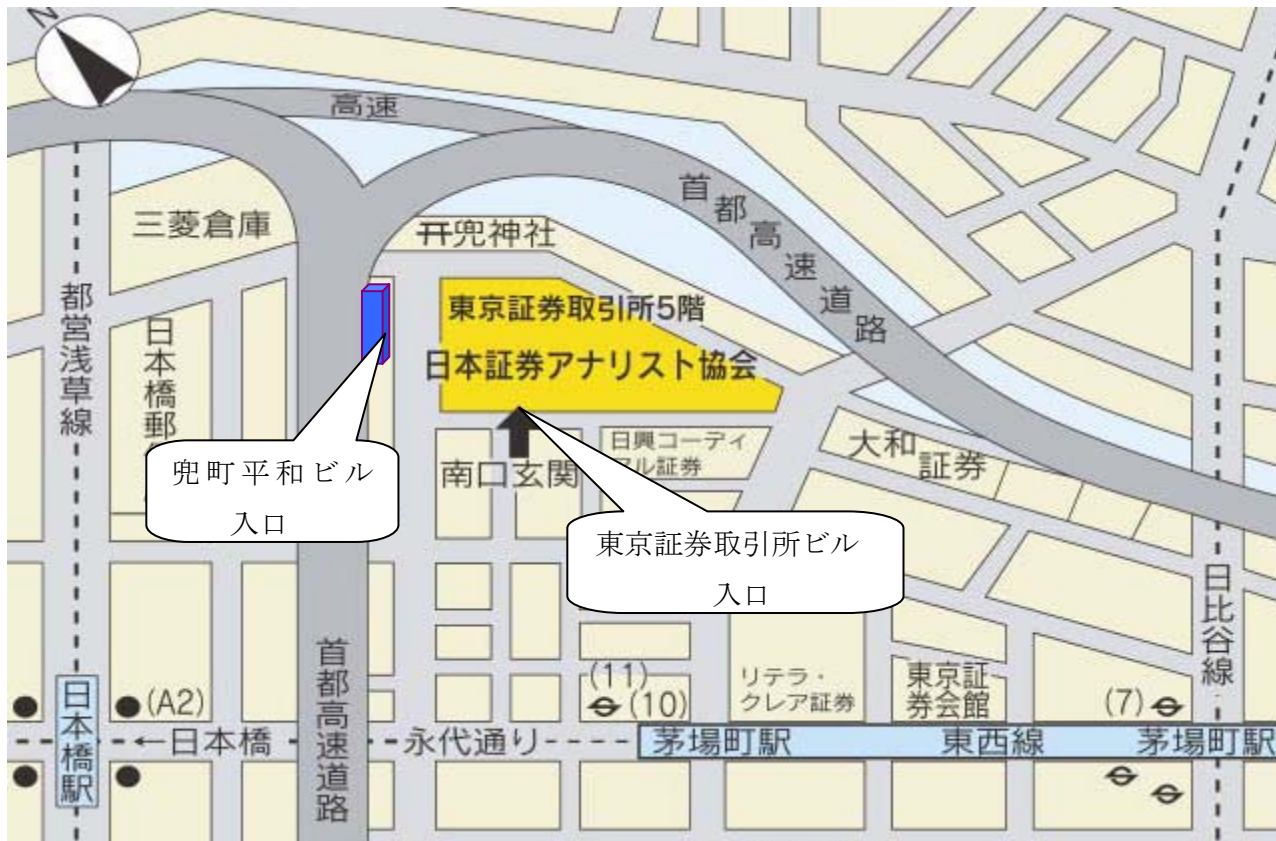 N
高速
首都高速道路
三菱倉庫
兜神社
都営浅草線
日本橋郵
東京証券取引所5階
日本証券アナリスト協会
日興コーディ
アル証券
大和
証券
南口玄関
兜町平和ビル
入口
東京証券取引所ビル
入口
日比谷線
首都高速道路
(11)
(10)
リテラ・
クレア証券
東京証
券会館
(7)
日本橋駅
(A2)
←日本橋
永代通り
茅場町駅
東西線
茅場町駅